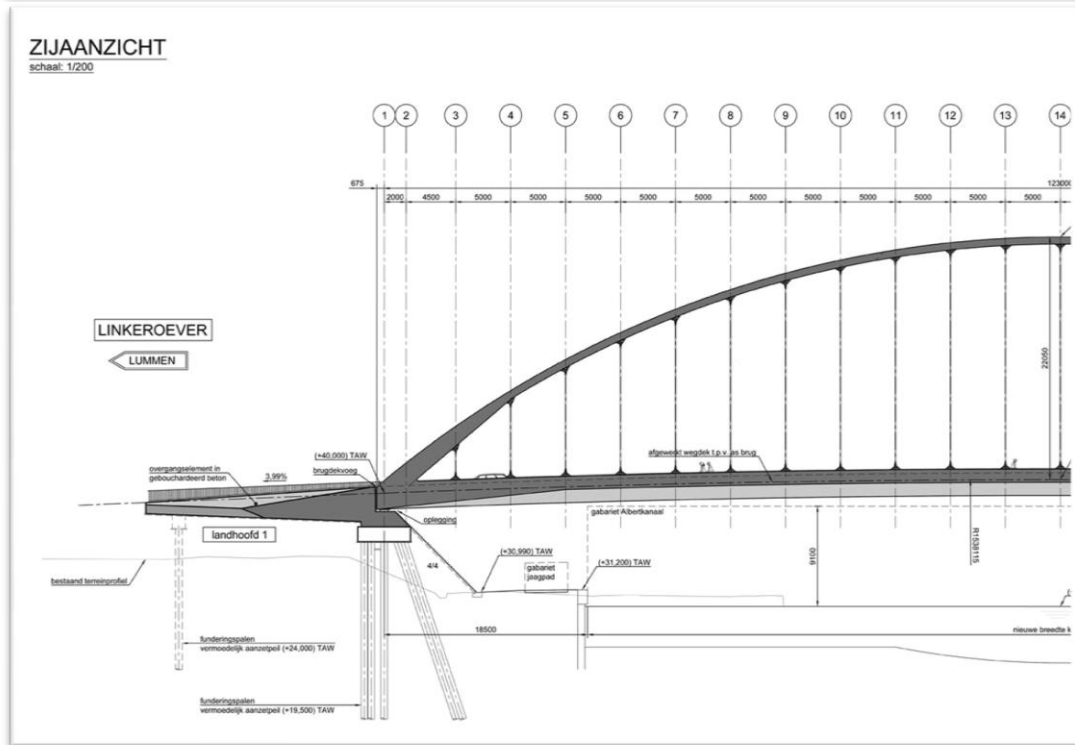 ZIJAANZICHT
schaal: 1/200
1 2 3 4 5 6 7 8 9 10 11 12 13 14
675
12300
2000 4500 5000 5000 5000 5000 5000 5000 5000 5000 5000 5000 5000
LINKEROEVER
LUMMEN
22050
(+40,000) TAW
brugdekvoeg
afgewerkt wegdek t.p.v. as brug
overgangselement in
gebouchardeerd beton
3,99%
oplegging
gabariet Albertkanaal
landhoofd 1
R1538115
9100
(+30,990) TAW
(+31,200) TAW
4/4
gabariet
jaagpad
bestaand terreinprofiel
18500
nieuwe breedte k
funderingspalen
vermoedelijk aanzetpeil (+24,000) TAW
funderingspalen
vermoedelijk aanzetpeil (+19,500) TAW